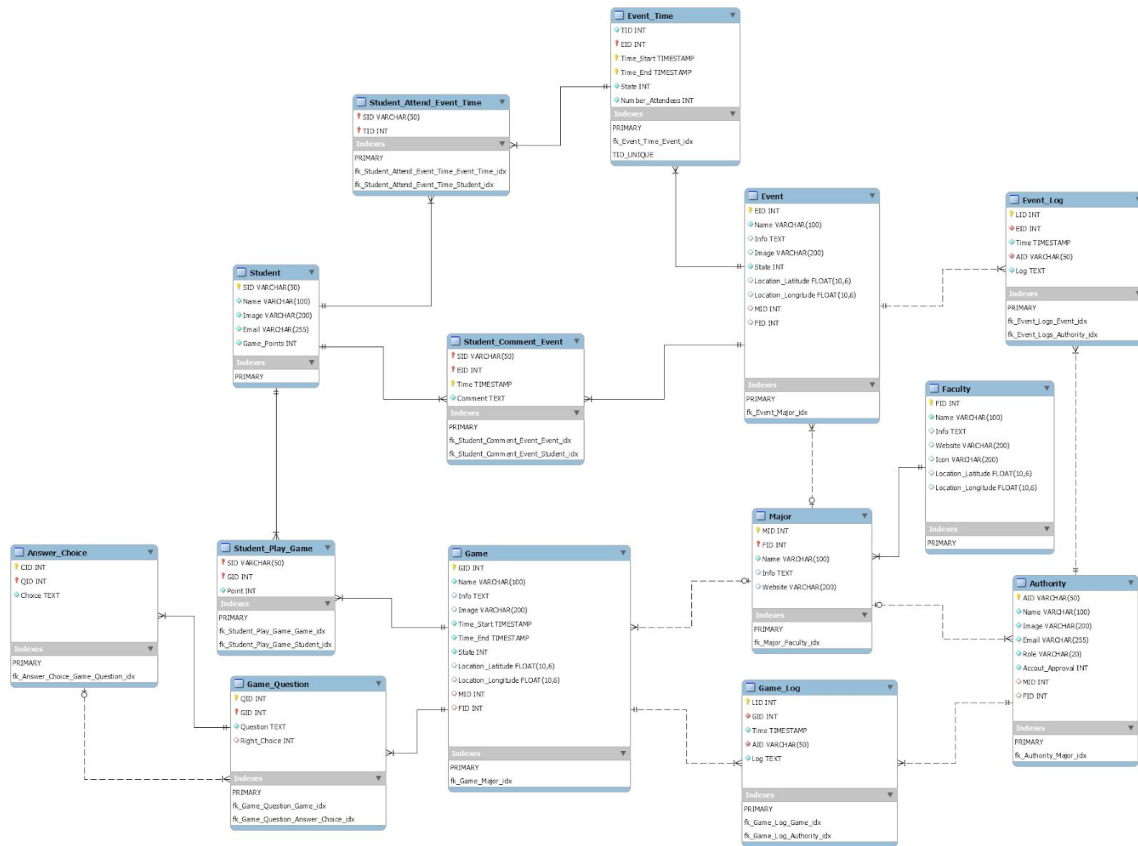 Event_Time
TID INT
EID INT
Time_Start TIMESTAMP
Time_End TIMESTAMP
State INT
Number_Attendees INT
Indexes
PRIMARY
fk_Event_Time_Event_idx
TID_UNIQUE
Student_Attend_Event_Time
SID VARCHAR(50)
TID INT
Indexes
PRIMARY
fk_Student_Attend_Event_Time_Event_Time_idx
fk_Student_Attend_Event_Time_Student_idx
Event
EID INT
Name VARCHAR(100)
Info TEXT
Image VARCHAR(200)
State INT
Location_Latitude FLOAT(10,6)
Location_Longitude FLOAT(10,6)
MID INT
FID INT
Indexes
PRIMARY
fk_Event_Major_idx
Event_Log
LID INT
EID INT
Time TIMESTAMP
AID VARCHAR(50)
Log TEXT
Indexes
PRIMARY
fk_Event_Logs_Event_idx
fk_Event_Logs_Authority_idx
Student
SID VARCHAR(50)
Name VARCHAR(100)
Image VARCHAR(200)
Email VARCHAR(255)
Game_Points INT
Indexes
PRIMARY
Student_Comment_Event
SID VARCHAR(50)
EID INT
Time TIMESTAMP
Comment TEXT
Indexes
PRIMARY
fk_Student_Comment_Event_Event_idx
fk_Student_Comment_Event_Student_idx
Faculty
FID INT
Name VARCHAR(100)
Info TEXT
Website VARCHAR(200)
Icon VARCHAR(200)
Location_Latitude FLOAT(10,6)
Location_Longitude FLOAT(10,6)
Indexes
PRIMARY
Major
MID INT
FID INT
Name VARCHAR(100)
Info TEXT
Website VARCHAR(200)
Indexes
PRIMARY
fk_Major_Faculty_idx
Answer_Choice
CID INT
QID INT
Choice TEXT
Indexes
PRIMARY
fk_Answer_Choice_Game_Question_idx
Student_Play_Game
SID VARCHAR(50)
GID INT
Point INT
Indexes
PRIMARY
fk_Student_Play_Game_Game_idx
fk_Student_Play_Game_Student_idx
Game
GID INT
Name VARCHAR(100)
Info TEXT
Image VARCHAR(200)
Time_Start TIMESTAMP
Time_End TIMESTAMP
State INT
Location_Latitude FLOAT(10,6)
Location_Longitude FLOAT(10,6)
MID INT
FID INT
Indexes
PRIMARY
fk_Game_Major_idx
Authority
AID VARCHAR(50)
Name VARCHAR(100)
Image VARCHAR(200)
Email VARCHAR(255)
Role VARCHAR(20)
Accout_Approval INT
MID INT
FID INT
Indexes
PRIMARY
fk_Authority_Major_idx
Game_Question
QID INT
GID INT
Question TEXT
Right_Choice INT
Indexes
PRIMARY
fk_Game_Question_Game_idx
fk_Game_Question_Answer_Choice_idx
Game_Log
LID INT
GID INT
Time TIMESTAMP
AID VARCHAR(50)
Log TEXT
Indexes
PRIMARY
fk_Game_Log_Game_idx
fk_Game_Log_Authority_idx